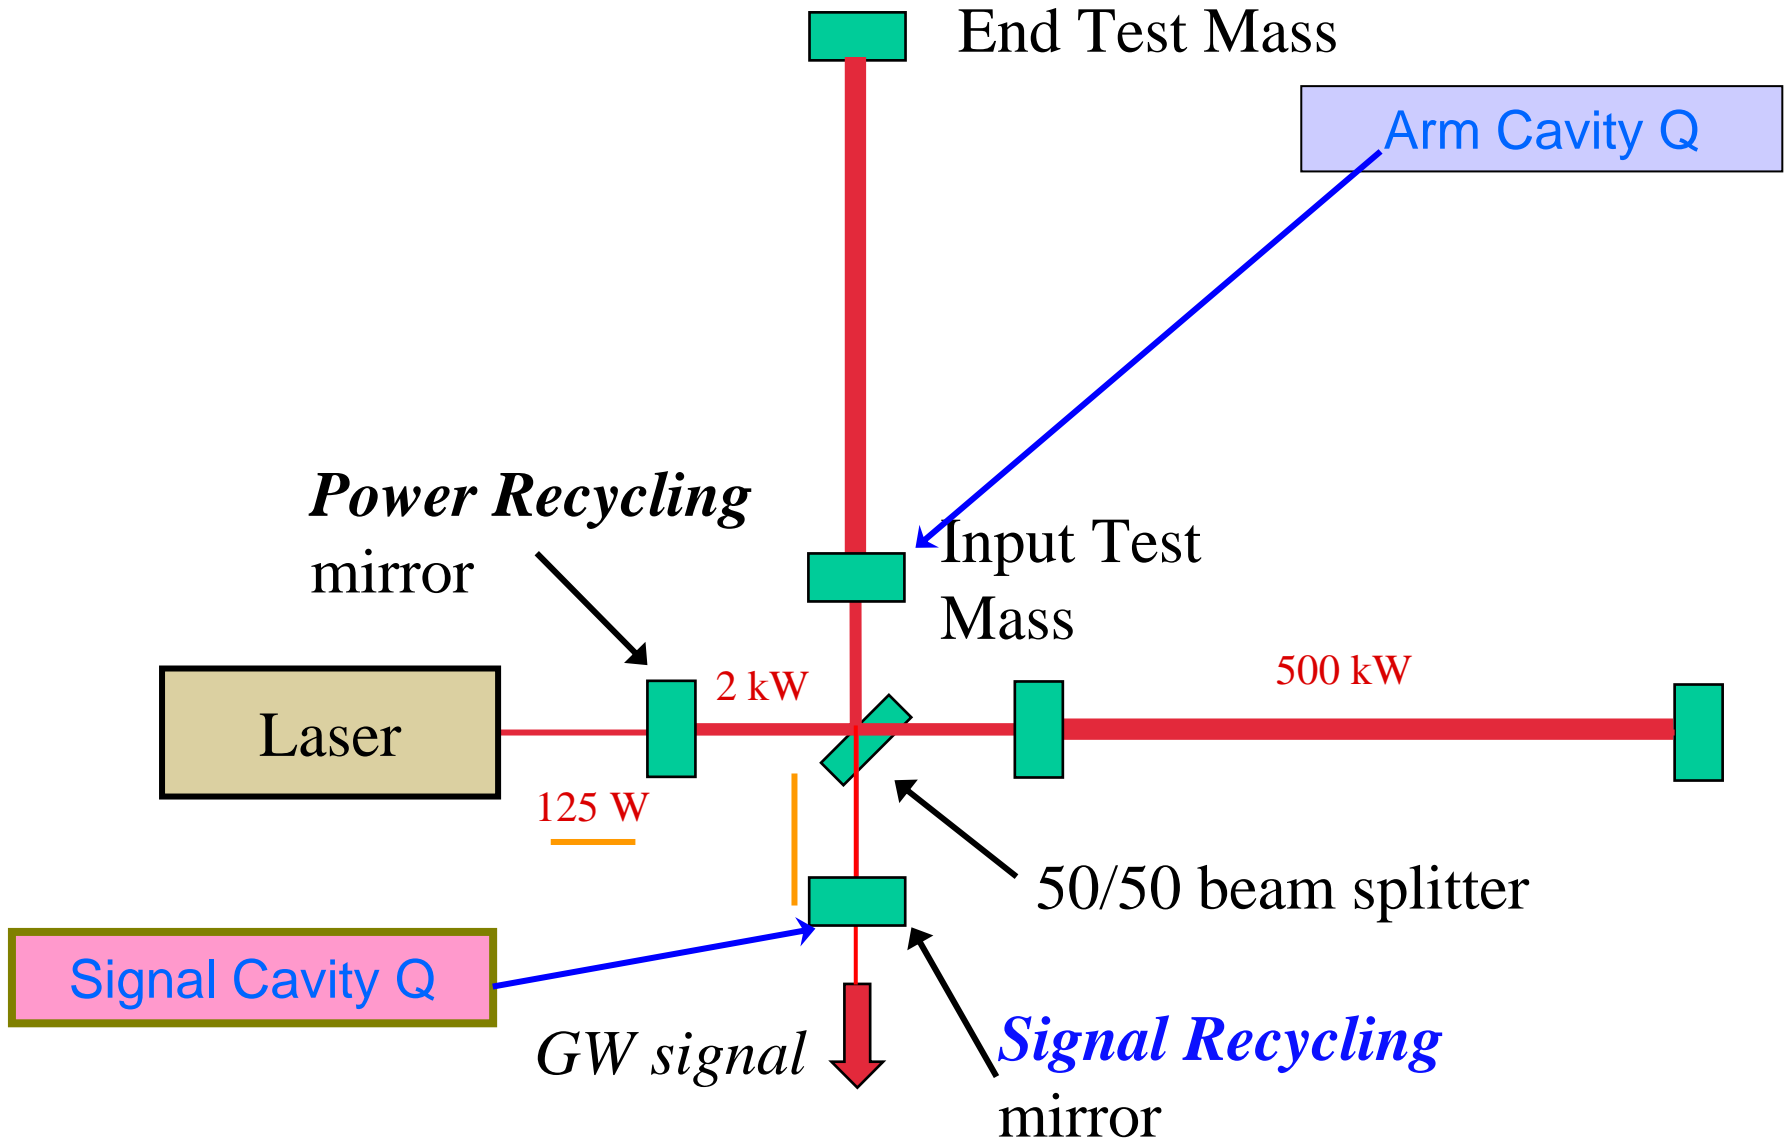 End Test Mass
Arm Cavity Q
Power Recycling
mirror
Input Test
Mass
2 kW
500 kW
Laser
125 W
50/50 beam splitter
Signal Cavity Q
GW signal
Signal Recycling
mirror